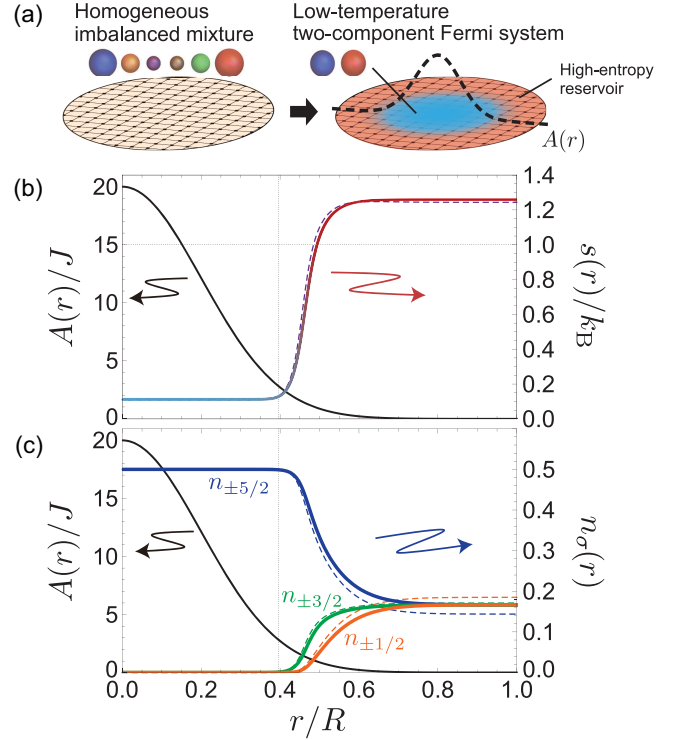 (a)
Homogeneous
imbalanced mixture
Low-temperature
two-component Fermi system
High-entropy
reservoir
A(r)
(b)
A(r)/J
20
15
10
5
0
s(r)/k_B
1.4
1.2
1.0
0.8
0.6
0.4
0.2
0.0
(c)
A(r)/J
20
15
10
5
0
n_{±5/2}
n_{±3/2}
n_{±1/2}
n_σ(r)
0.5
0.4
0.3
0.2
0.1
0.0
0.0 0.2 0.4 0.6 0.8 1.0
r/R